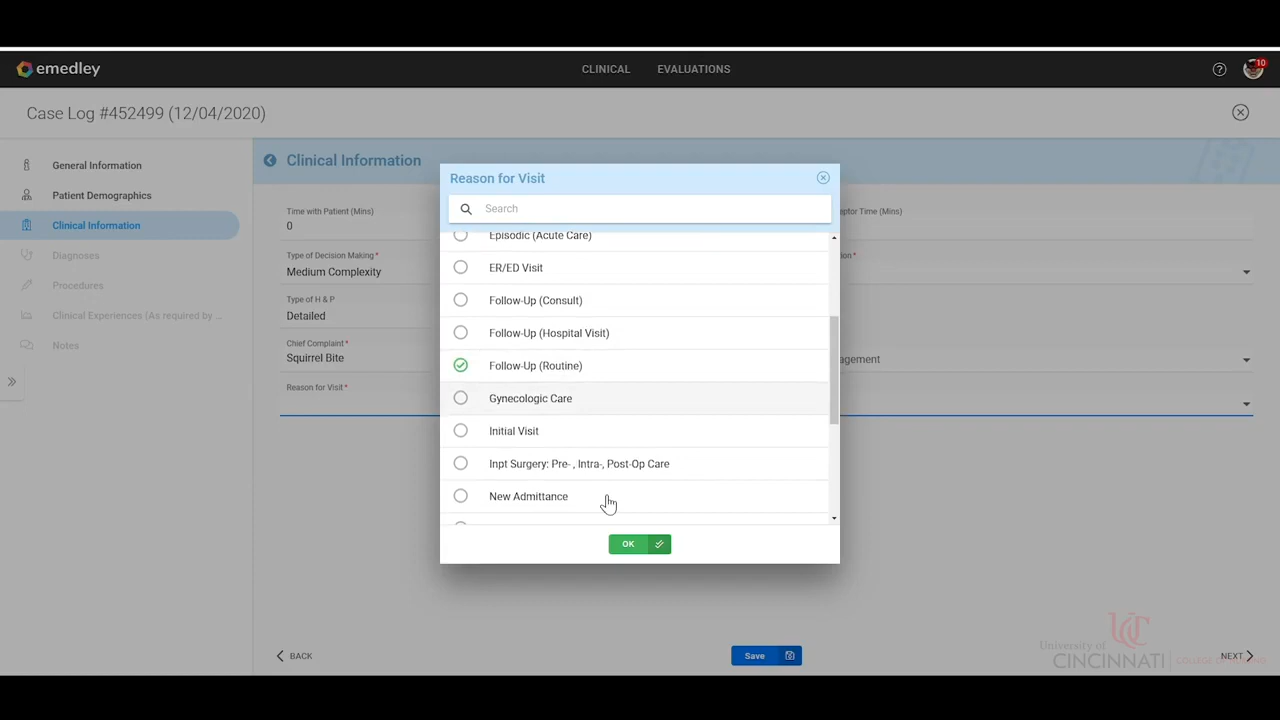 emedley
CLINICAL
EVALUATIONS
10
Case Log #452499 (12/04/2020)
General Information
Patient Demographics
Clinical Information
Diagnoses
Procedures
Clinical Experiences (As required by ...
Notes
Clinical Information
Time with Patient (Mins)
0
Time (Mins)
Type of Decision Making*
Medium Complexity
Type of H & P
Detailed
Chief Complaint*
Squirrel Bite
Reason for Visit*
Reason for Visit
Search
Episodic (Acute Care)
ER/ED Visit
Follow-Up (Consult)
Follow-Up (Hospital Visit)
Follow-Up (Routine)
Gynecologic Care
Initial Visit
Inpt Surgery: Pre- , Intra-, Post-Op Care
New Admittance
OK
BACK
Save
University of
CINCINNATI
NEXT